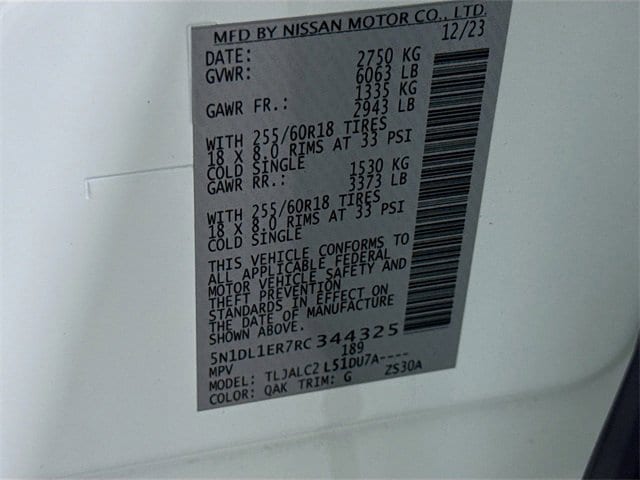 MFD BY NISSAN MOTOR CO., LTD.
DATE: 12/23
GVWR: 2750 KG
6063 LB
GAWR FR.: 1335 KG
2943 LB
WITH 255/60R18 TIRES
18 X 8.0 RIMS AT 33 PSI
COLD SINGLE
GAWR RR.: 1530 KG
3373 LB
WITH 255/60R18 TIRES
18 X 8.0 RIMS AT 33 PSI
COLD SINGLE
THIS VEHICLE CONFORMS TO
ALL APPLICABLE FEDERAL
MOTOR VEHICLE SAFETY AND
THEFT PREVENTION
STANDARDS IN EFFECT ON
THE DATE OF MANUFACTURE
SHOWN ABOVE.
5N1DL1ER7RC344325
MPV 189
MODEL: TLJALC2 L51DU7A----
COLOR: QAK TRIM: G ZS30A